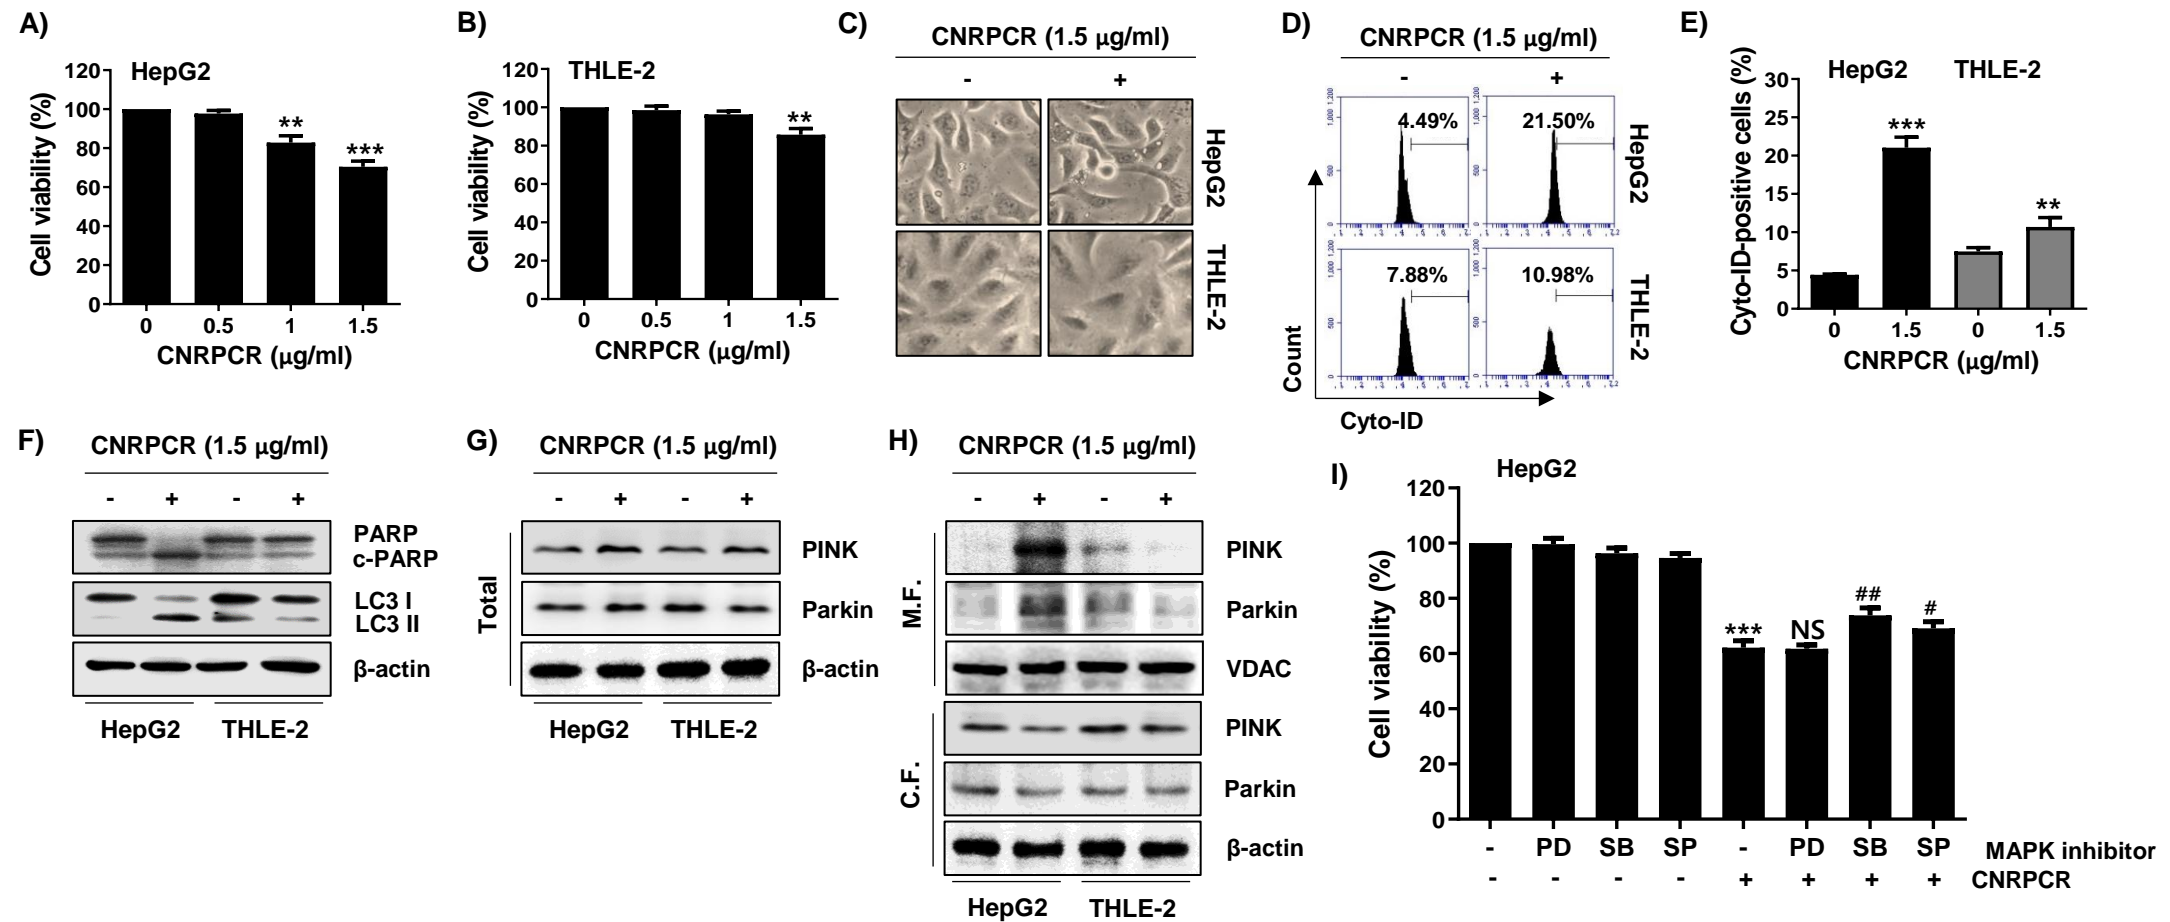 A)
HepG2
Cell viability (%)
120
100
80
60
40
20
0
**
***
0 0.5 1 1.5
CNRPCR (μg/ml)
B)
THLE-2
Cell viability (%)
120
100
80
60
40
20
0
**
0 0.5 1 1.5
CNRPCR (μg/ml)
C)
CNRPCR (1.5 μg/ml)
- +
HepG2
THLE-2
D)
CNRPCR (1.5 μg/ml)
- +
4.49% 21.50%
HepG2
7.88% 10.98%
THLE-2
Count
Cyto-ID
E)
HepG2 THLE-2
Cyto-ID-positive cells (%)
30
25
20
15
10
5
0
***
**
0 1.5 0 1.5
CNRPCR (μg/ml)
F)
CNRPCR (1.5 μg/ml)
- + - +
PARP
c-PARP
LC3 I
LC3 II
β-actin
HepG2 THLE-2
G)
CNRPCR (1.5 μg/ml)
- + - +
Total
PINK
Parkin
β-actin
HepG2 THLE-2
H)
CNRPCR (1.5 μg/ml)
- + - +
M.F.
PINK
Parkin
VDAC
C.F.
PINK
Parkin
β-actin
HepG2 THLE-2
I)
HepG2
Cell viability (%)
120
100
80
60
40
20
0
***
NS
##
#
- PD SB SP - PD SB SP MAPK inhibitor
- - - - + + + + CNRPCR